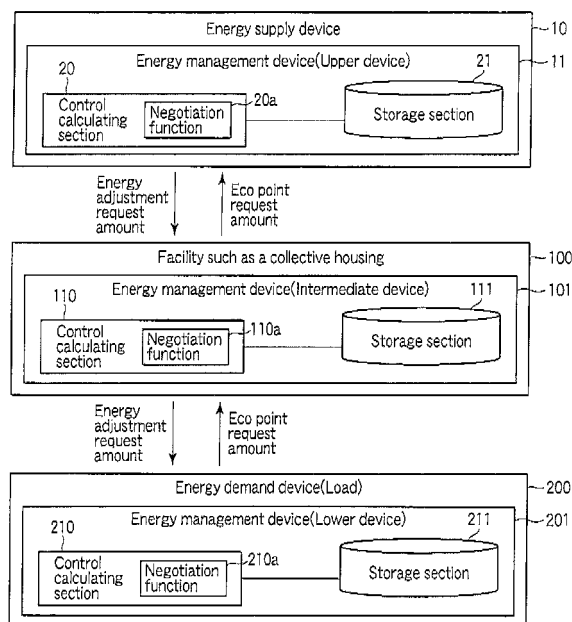 Energy supply device
10
Energy management device(Upper device)
11
20
21
Control
calculating
section
Negotiation
function
20a
Storage section
Energy
adjustment
request
amount
Eco point
request
amount
Facility such as a collective housing
100
Energy management device(Intermediate device)
101
110
111
Control
calculating
section
Negotiation
function
110a
Storage section
Energy
adjustment
request
amount
Eco point
request
amount
Energy demand device(Load)
200
Energy management device(Lower device)
201
210
211
Control
calculating
section
Negotiation
function
210a
Storage section